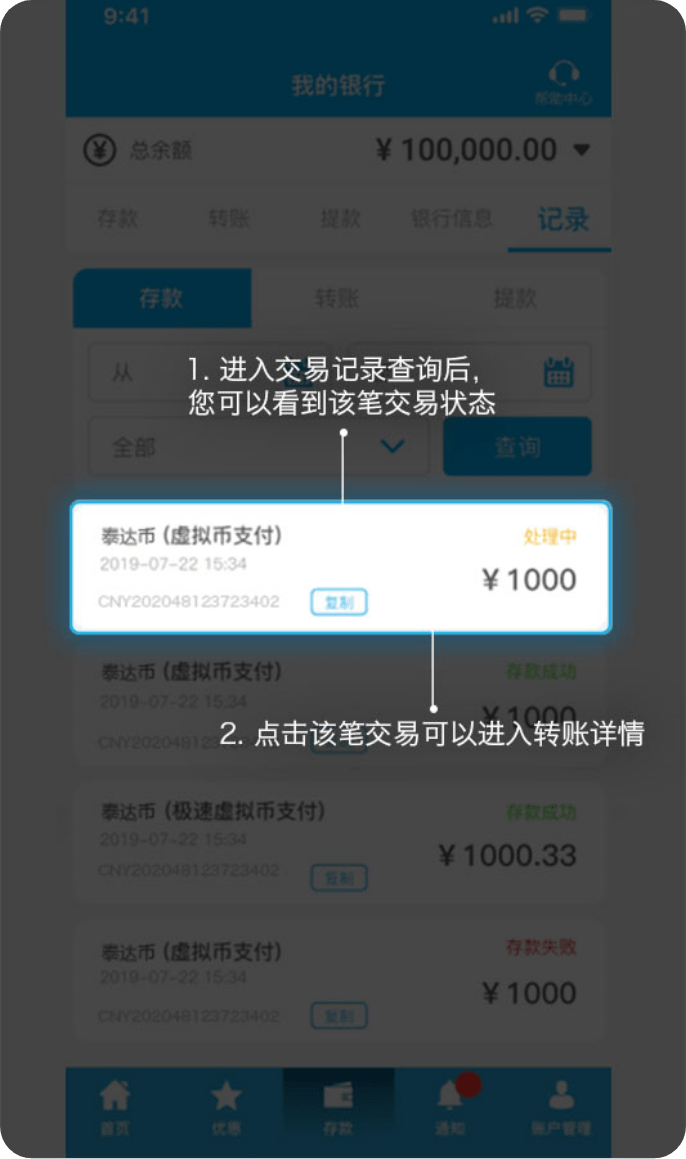 9:41
我的银行
帮助中心
总余额
¥ 100,000.00
存款 转账 提款 银行信息 记录
存款 转账 提款
从
1. 进入交易记录查询后,
您可以看到该笔交易状态
全部
查询
泰达币 (虚拟币支付)
处理中
2019-07-22 15:34
¥ 1000
CNY202048123723402
复制
泰达币 (虚拟币支付)
存款成功
2019-07-22 15:34
¥ 1000
2. 点击该笔交易可以进入转账详情
CNY202048123723402
泰达币 (极速虚拟币支付)
存款成功
2019-07-22 15:34
¥ 1000.33
CNY202048123723402
复制
泰达币 (虚拟币支付)
存款失败
2019-07-22 15:34
¥ 1000
CNY202048123723402
复制
首页 优惠 存款 通知 账户管理